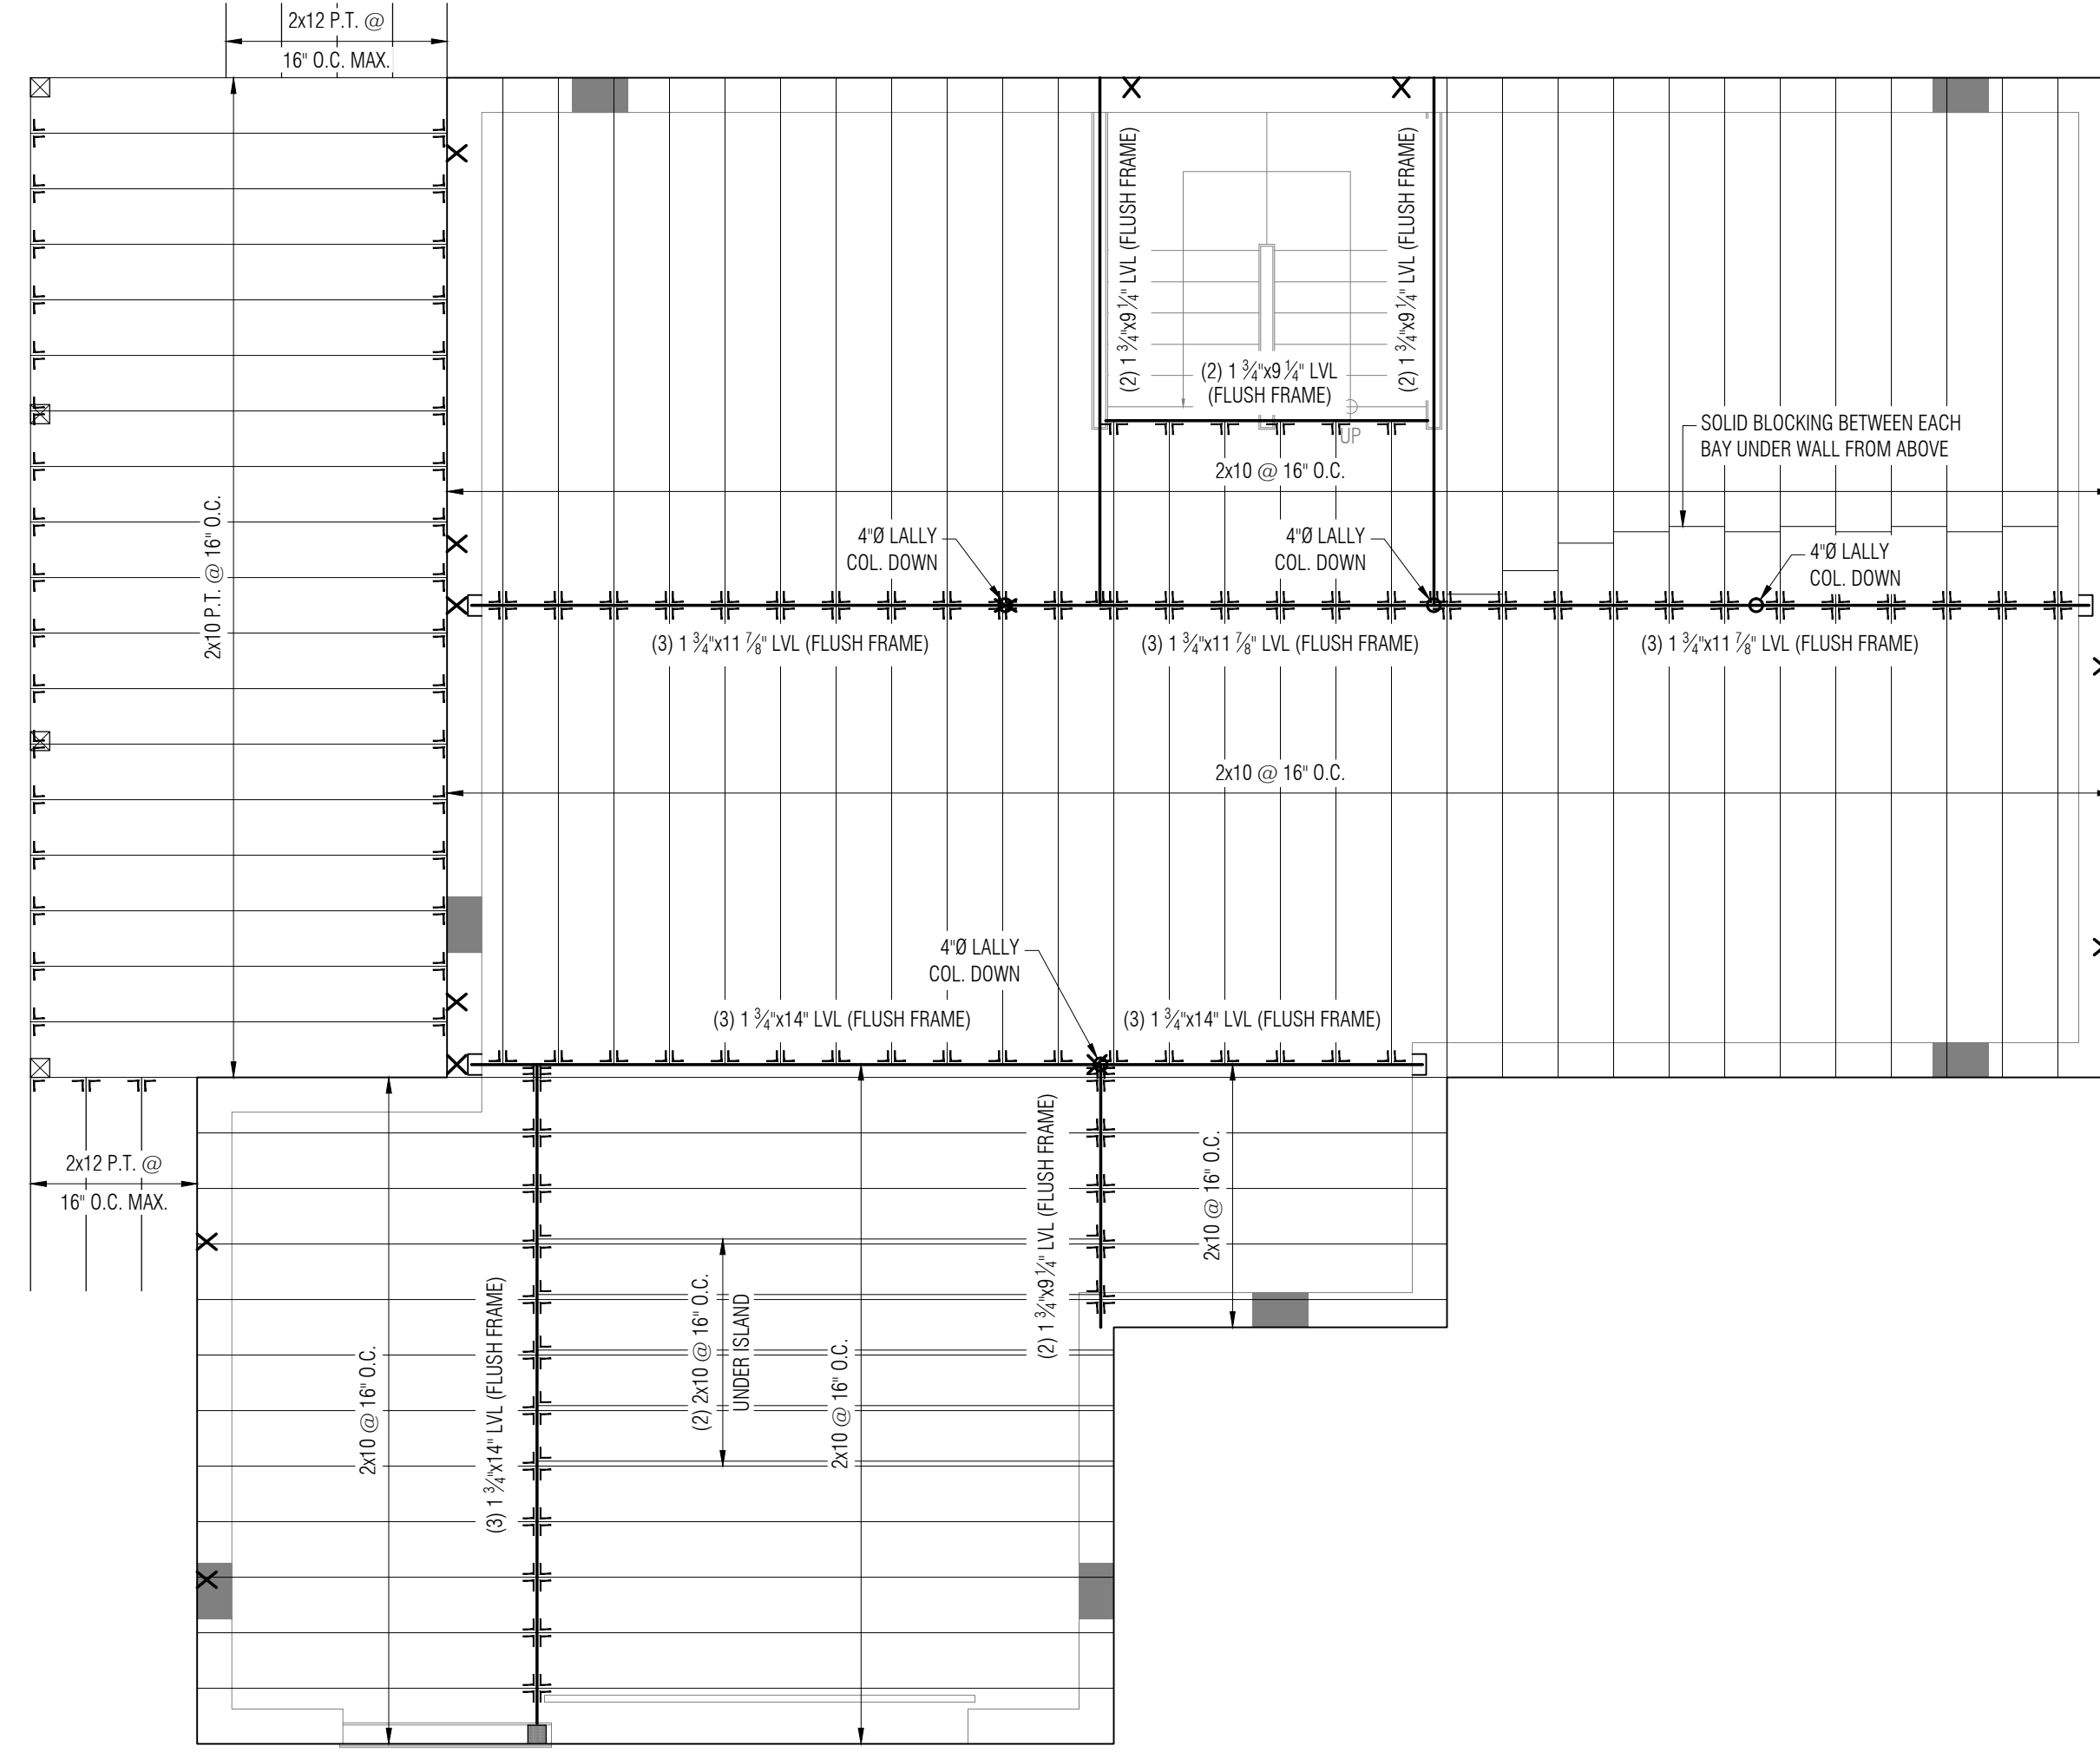 2x12 P.T. @
16" O.C. MAX.
(2) 1 3/4"x9 1/4" LVL (FLUSH FRAME)
(2) 1 3/4"x9 1/4" LVL (FLUSH FRAME)
(2) 1 3/4"x9 1/4" LVL
(FLUSH FRAME)
UP
SOLID BLOCKING BETWEEN EACH
BAY UNDER WALL FROM ABOVE
2x10 @ 16" O.C.
2x10 P.T. @ 16" O.C.
4"Ø LALLY
COL. DOWN
4"Ø LALLY
COL. DOWN
4"Ø LALLY
COL. DOWN
(3) 1 3/4"x11 7/8" LVL (FLUSH FRAME)
(3) 1 3/4"x11 7/8" LVL (FLUSH FRAME)
(3) 1 3/4"x11 7/8" LVL (FLUSH FRAME)
2x10 @ 16" O.C.
4"Ø LALLY
COL. DOWN
(3) 1 3/4"x14" LVL (FLUSH FRAME)
(3) 1 3/4"x14" LVL (FLUSH FRAME)
2x12 P.T. @
16" O.C. MAX.
(2) 1 3/4"x9 1/4" LVL (FLUSH FRAME)
2x10 @ 16" O.C.
2x10 @ 16" O.C.
(3) 1 3/4"x14" LVL (FLUSH FRAME)
(2) 2x10 @ 16" O.C.
UNDER ISLAND
2x10 @ 16" O.C.